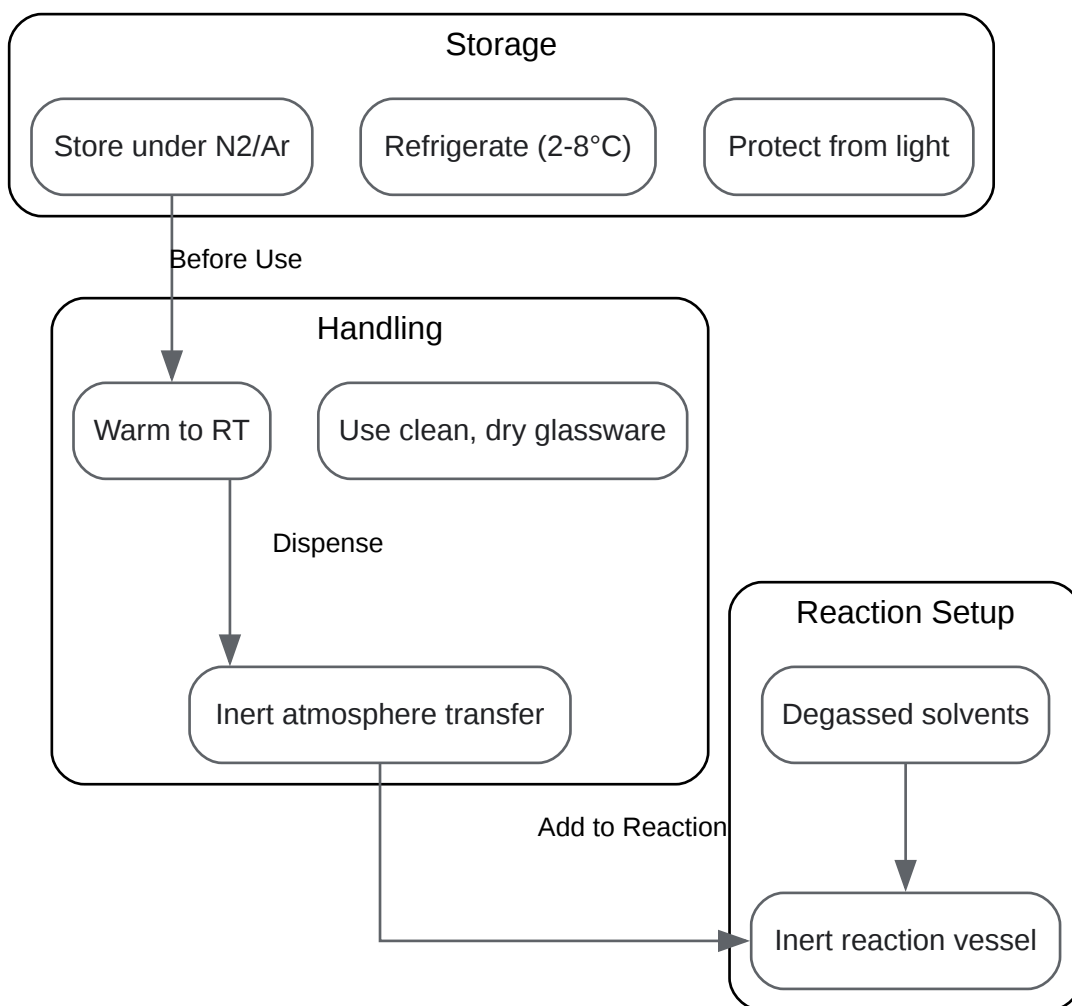 Storage
Store under N2/Ar
Refrigerate (2-8°C)
Protect from light
Before Use
Handling
Warm to RT
Use clean, dry glassware
Dispense
Reaction Setup
Inert atmosphere transfer
Degassed solvents
Add to Reaction
Inert reaction vessel